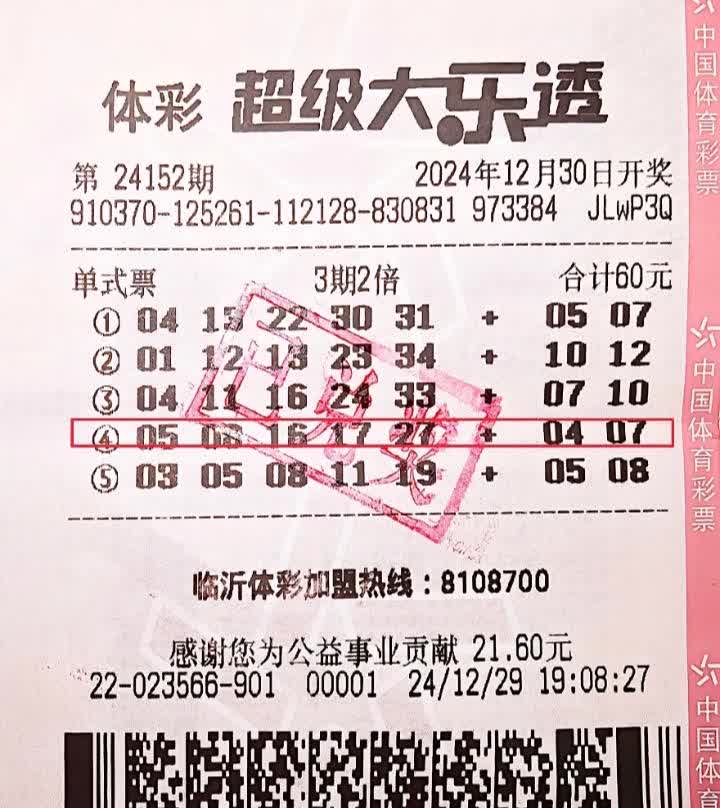 体彩 超级大乐透
第 24152期 2024年12月30日开奖
910370-125261-112128-830831 973384 JLwP3Q
单式票 3期2倍 合计60元
① 04 13 22 30 31 + 05 07
② 01 12 13 23 34 + 10 12
③ 04 11 16 24 33 + 07 10
④ 05 08 16 17 27 + 04 07
⑤ 03 05 08 11 19 + 05 08
已兑奖
临沂体彩加盟热线：8108700
感谢您为公益事业贡献 21.60元
22-023566-901 00001 24/12/29 19:08:27
中国体育彩票
中国体育彩票
中国体育